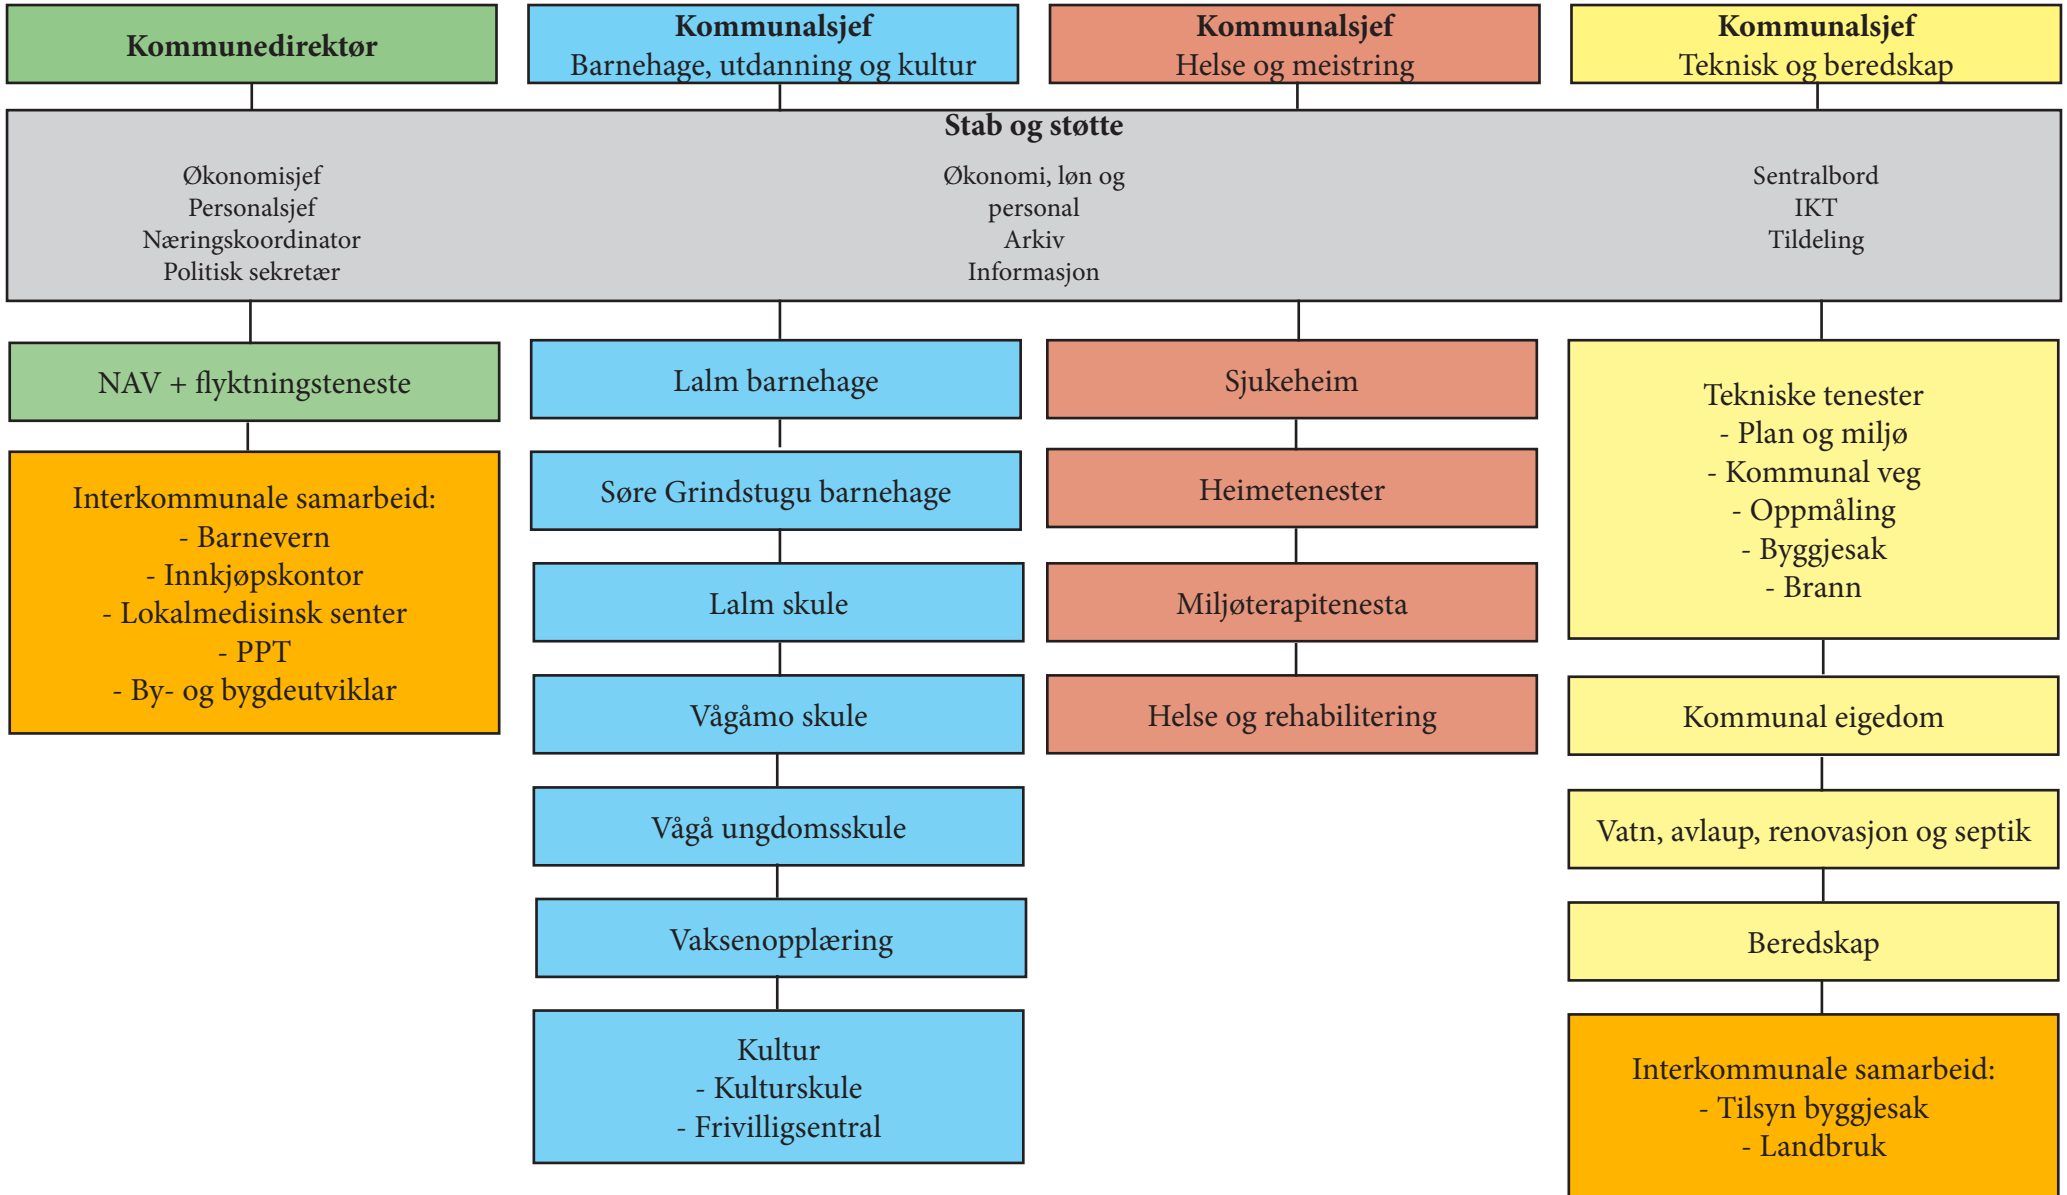 Kommunedirektør
Kommunalsjef
Barnehage, utdanning og kultur
Kommunalsjef
Helse og meistring
Kommunalsjef
Teknisk og beredskap
Stab og støtte
Økonomisjef
Personalsjef
Næringskoordinator
Politisk sekretær
Økonomi, løn og
personal
Arkiv
Informasjon
Sentralbord
IKT
Tildeling
NAV + flyktningsteneste
Interkommunale samarbeid:
- Barnevern
- Innkjøpskontor
- Lokalmedisinsk senter
- PPT
- By- og bygdeutviklar
Lalm barnehage
Søre Grindstugu barnehage
Lalm skule
Vågåmo skule
Vågå ungdomsskule
Vaksenopplæring
Kultur
- Kulturskule
- Frivilligsentral
Sjukeheim
Heimetenester
Miljøterapitenesta
Helse og rehabilitering
Tekniske tenester
- Plan og miljø
- Kommunal veg
- Oppmåling
- Byggjesak
- Brann
Kommunal eigedom
Vatn, avlaup, renovasjon og septik
Beredskap
Interkommunale samarbeid:
- Tilsyn byggjesak
- Landbruk